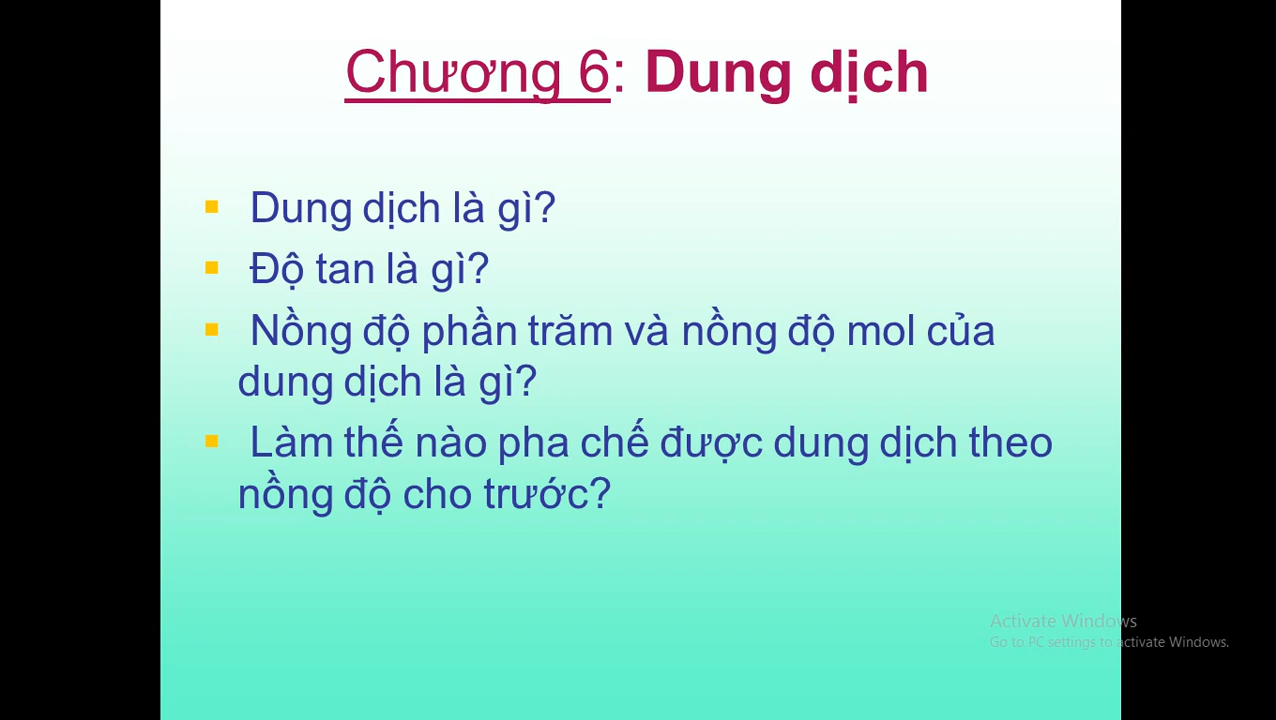 Chương 6: Dung dịch
Dung dịch là gì?
Độ tan là gì?
Nồng độ phần trăm và nồng độ mol của
dung dịch là gì?
Làm thế nào pha chế được dung dịch theo
nồng độ cho trước?
Activate Windows
Go to PC settings to activate Windows.